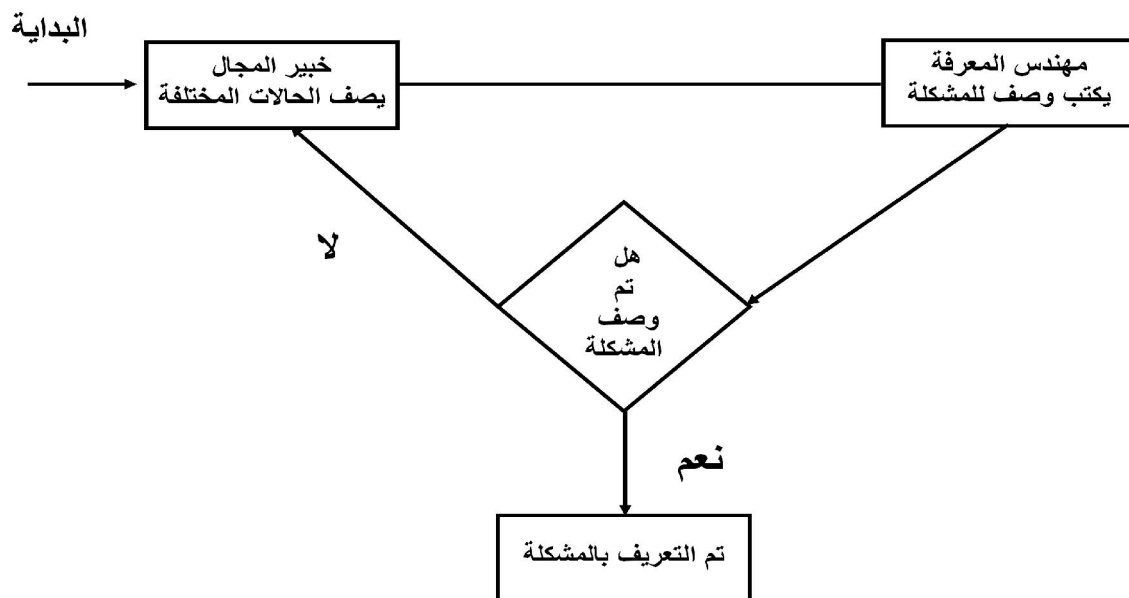 البداية
خبير المجال
يصف الحالات المختلفة
مهندس المعرفة
يكتب وصف للمشكلة
هل
تم
وصف
المشكلة
لا
نعم
تم التعريف بالمشكلة